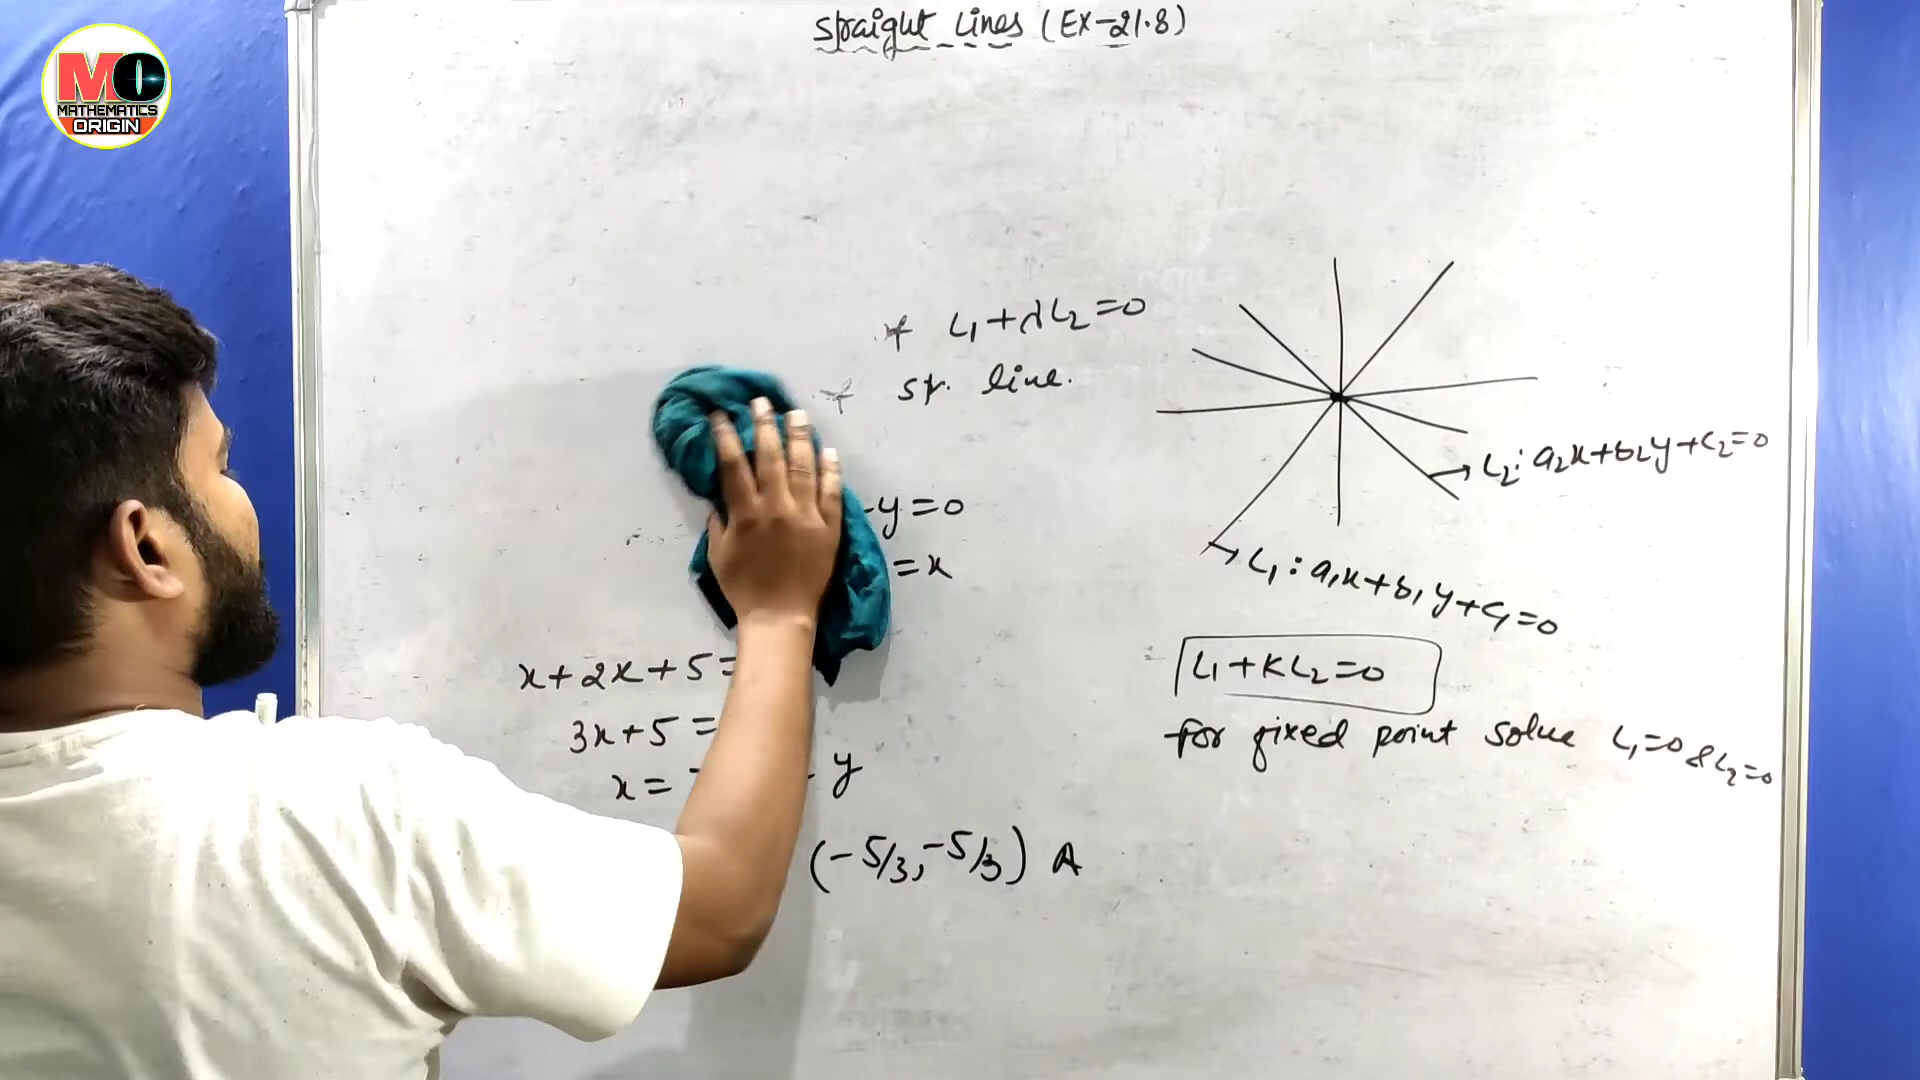 MO
MATHEMATICS
ORIGIN
Straight Lines (EX-21.8)
* L₁+λL₂=0
* St. line.
-y=0
=x
x+2x+5=
3x+5=
x= - y
(-5/3,-5/3) A
L₂: a₂x+b₂y+c₂=0
L₁: a₁x+b₁y+c₁=0
L₁+KL₂=0
for fixed point solve L₁=0 & L₂=0